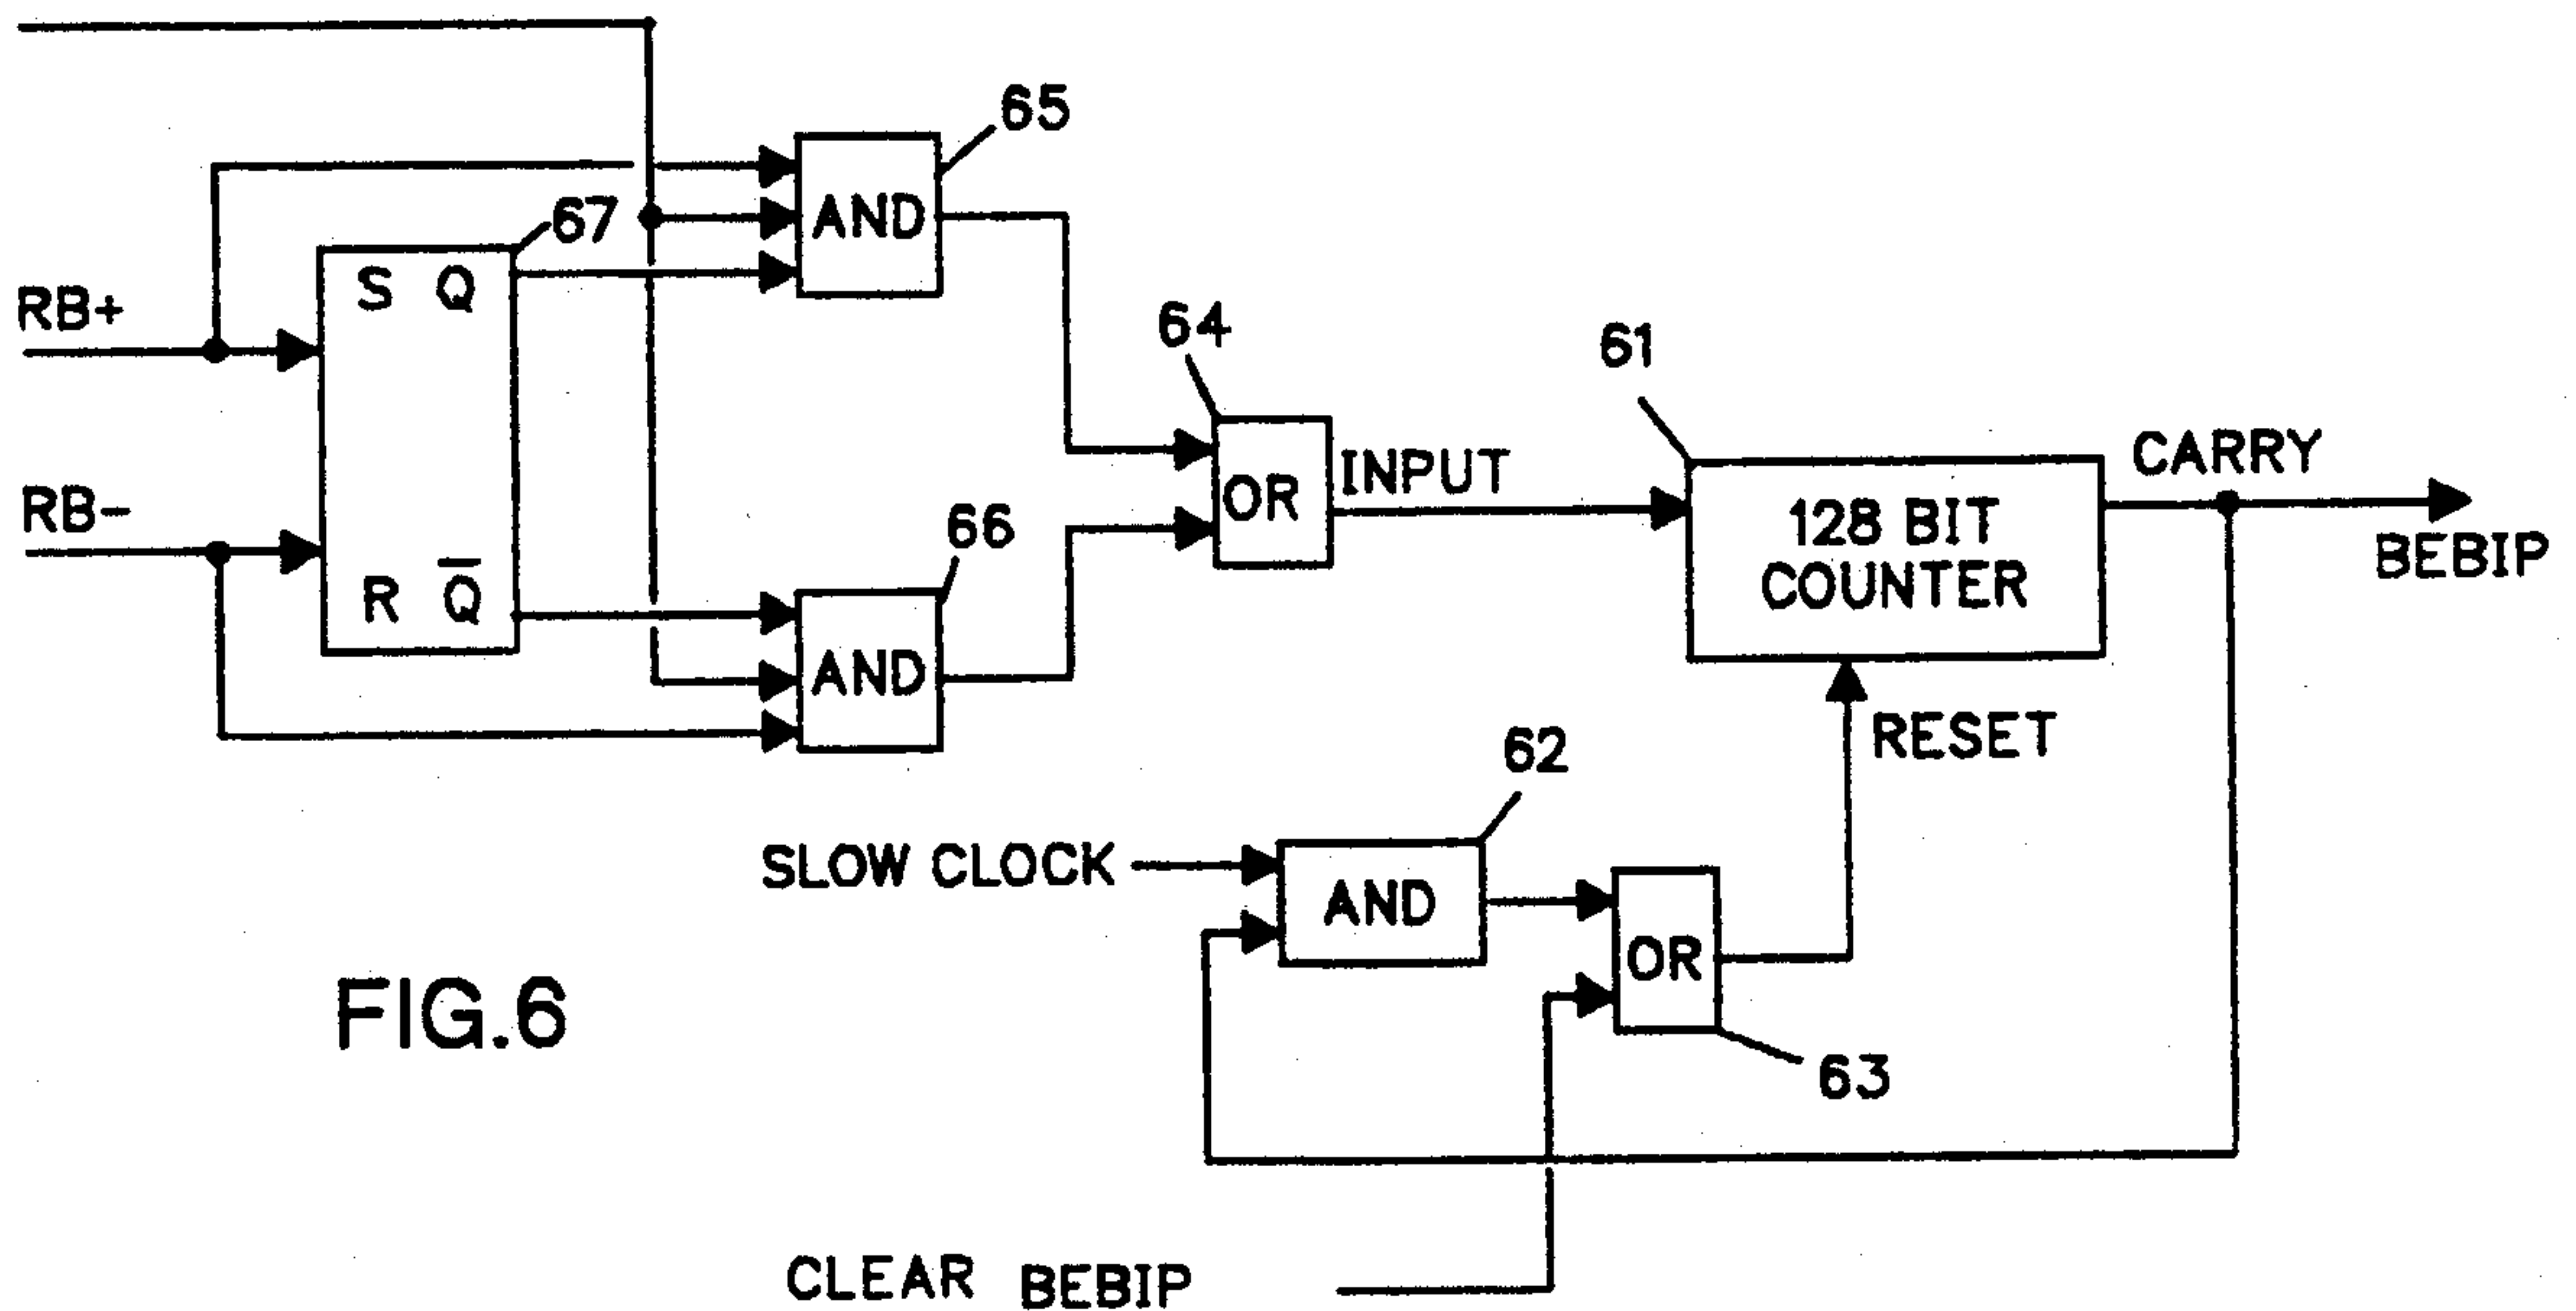 65
AND
67
S Q
RB+
64
61
OR
INPUT
CARRY
128 BIT
COUNTER
BEBIP
RB-
66
R Q̅
AND
RESET
62
SLOW CLOCK
AND
OR
63
FIG.6
CLEAR BEBIP